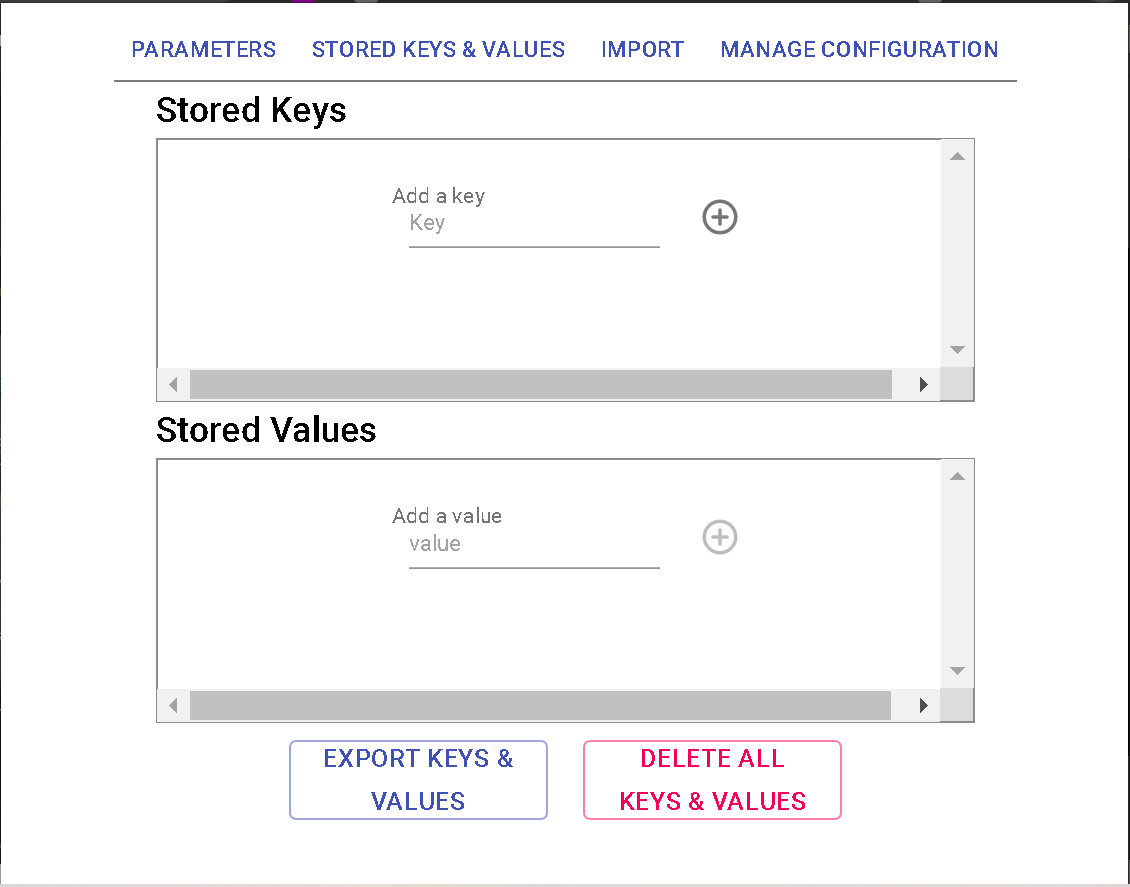 PARAMETERS STORED KEYS & VALUES IMPORT MANAGE CONFIGURATION
Stored Keys
Add a key
Key
Stored Values
Add a value
value
EXPORT KEYS &
VALUES
DELETE ALL
KEYS & VALUES